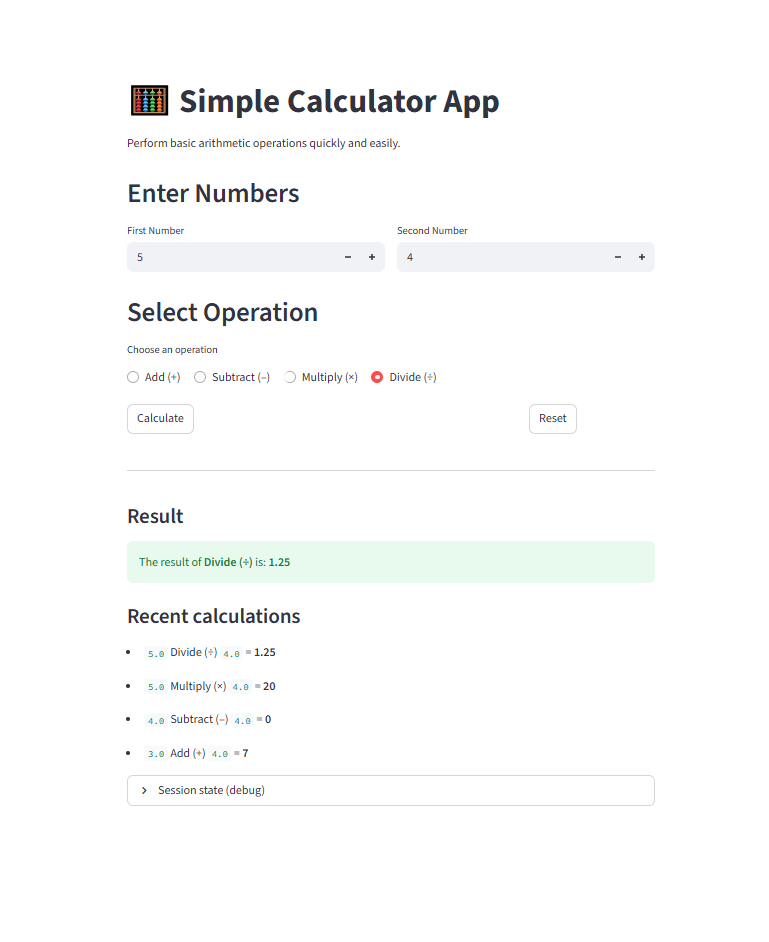 🧮 Simple Calculator App
Perform basic arithmetic operations quickly and easily.
Enter Numbers
First Number Second Number
5 − + 4 − +
Select Operation
Choose an operation
Add (+) Subtract (−) Multiply (×) Divide (÷)
Calculate Reset
Result
The result of Divide (÷) is: 1.25
Recent calculations
• 5.0 Divide (÷) 4.0 = 1.25
• 5.0 Multiply (×) 4.0 = 20
• 4.0 Subtract (−) 4.0 = 0
• 3.0 Add (+) 4.0 = 7
Session state (debug)